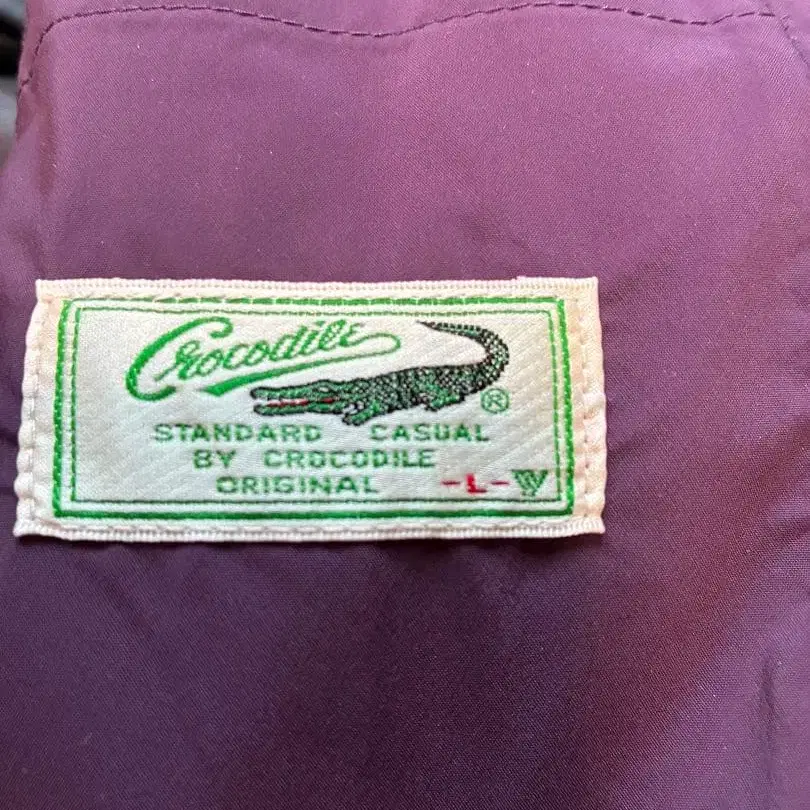 Crocodile
®
STANDARD CASUAL
BY CROCODILE
ORIGINAL -L-